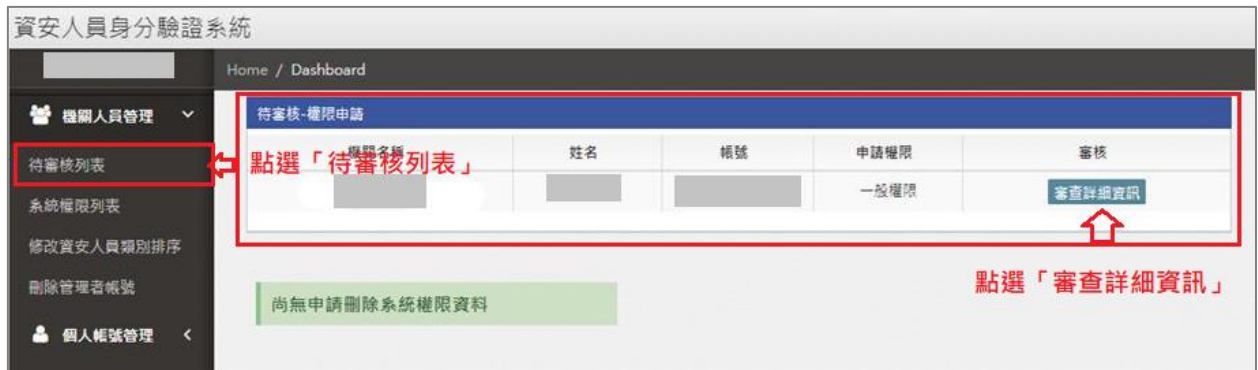 資安人員身分驗證系統
Home / Dashboard
機關人員管理
待審核列表
系統權限列表
修改資安人員類別排序
刪除管理者帳號
個人帳號管理
待審核-權限申請
機關名稱
姓名
帳號
申請權限
審核
點選「待審核列表」
一般權限
審查詳細資訊
點選「審查詳細資訊」
尚無申請刪除系統權限資料